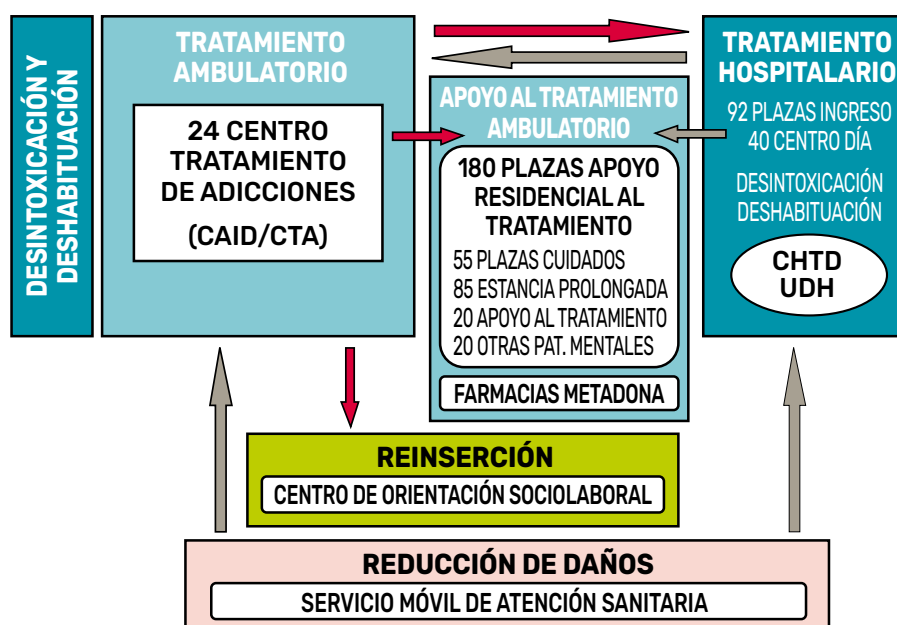 DESINTOXICACIÓN Y
DESHABITUACIÓN
TRATAMIENTO
AMBULATORIO
24 CENTRO
TRATAMIENTO
DE ADICCIONES
(CAID/CTA)
APOYO AL TRATAMIENTO
AMBULATORIO
180 PLAZAS APOYO
RESIDENCIAL AL
TRATAMIENTO
55 PLAZAS CUIDADOS
85 ESTANCIA PROLONGADA
20 APOYO AL TRATAMIENTO
20 OTRAS PAT. MENTALES
FARMACIAS METADONA
TRATAMIENTO
HOSPITALARIO
92 PLAZAS INGRESO
40 CENTRO DÍA
DESINTOXICACIÓN
DESHABITUACIÓN
CHTD
UDH
REINSERCIÓN
CENTRO DE ORIENTACIÓN SOCIOLABORAL
REDUCCIÓN DE DAÑOS
SERVICIO MÓVIL DE ATENCIÓN SANITARIA